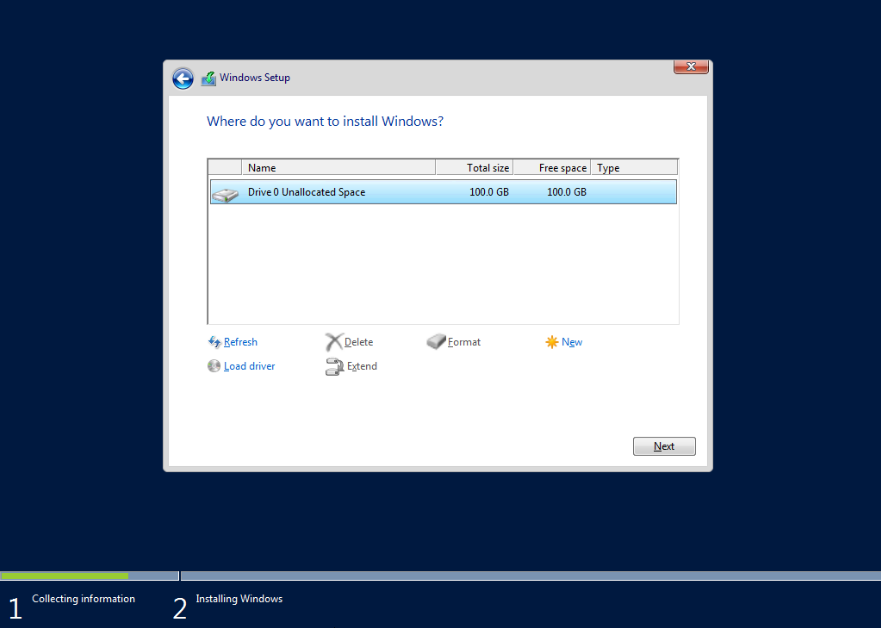 Windows Setup
Where do you want to install Windows?
Name Total size Free space Type
Drive 0 Unallocated Space 100.0 GB 100.0 GB
Refresh Delete Format New
Load driver Extend
Next
1 Collecting information 2 Installing Windows